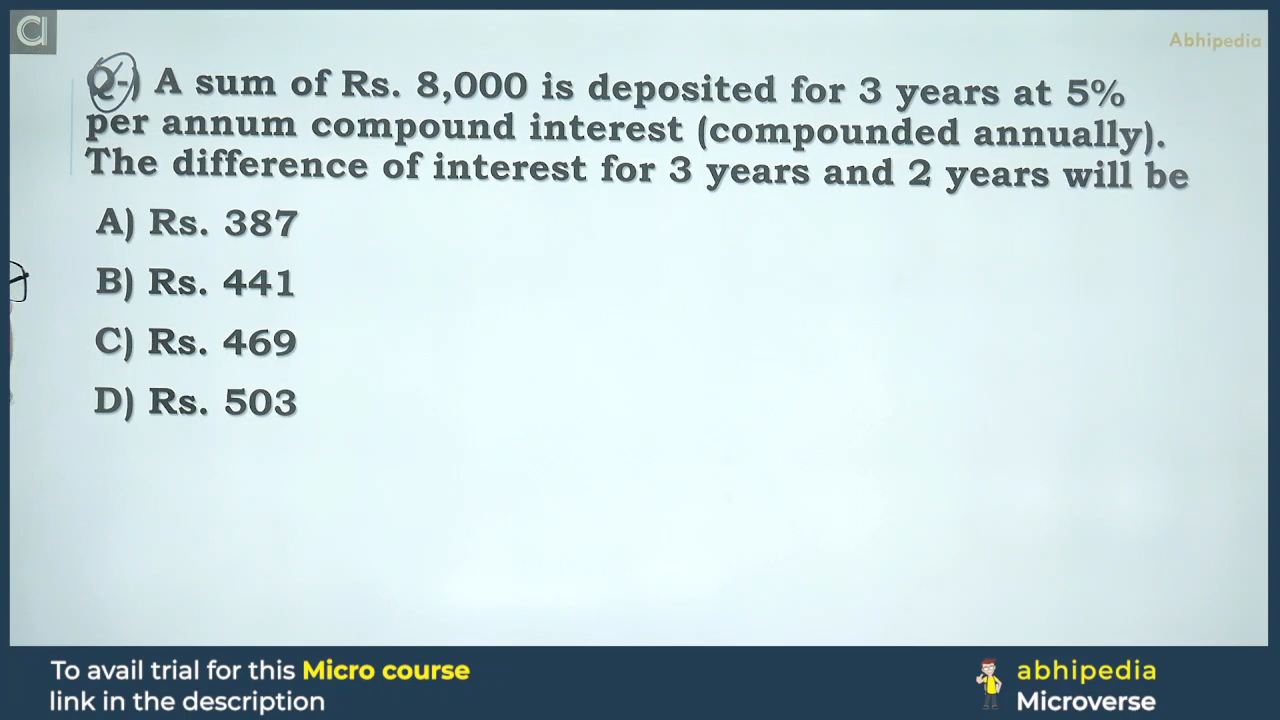 Abhipedia
Q-) A sum of Rs. 8,000 is deposited for 3 years at 5%
per annum compound interest (compounded annually).
The difference of interest for 3 years and 2 years will be
A) Rs. 387
B) Rs. 441
C) Rs. 469
D) Rs. 503
To avail trial for this Micro course
link in the description
abhipedia
Microverse